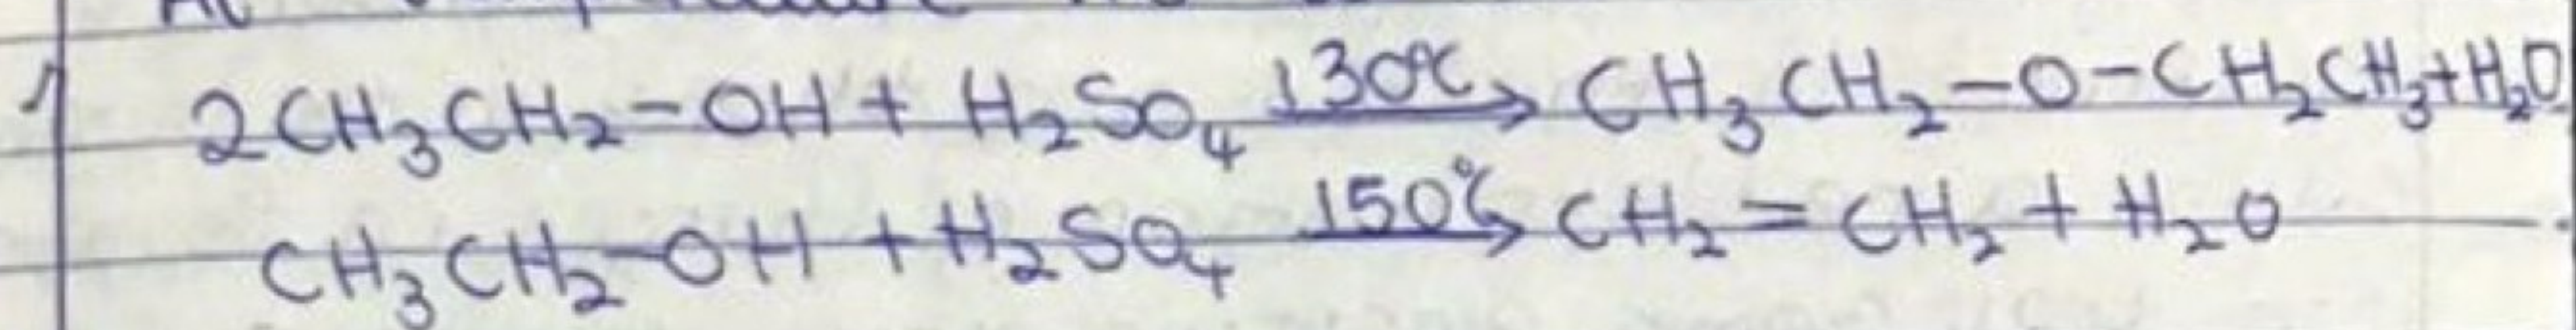 1 2CH₃CH₂-OH + H₂SO₄ 130°C → CH₃CH₂-O-CH₂CH₃+H₂O
CH₃CH₂-OH + H₂SO₄ 150°C → CH₂=CH₂ + H₂O